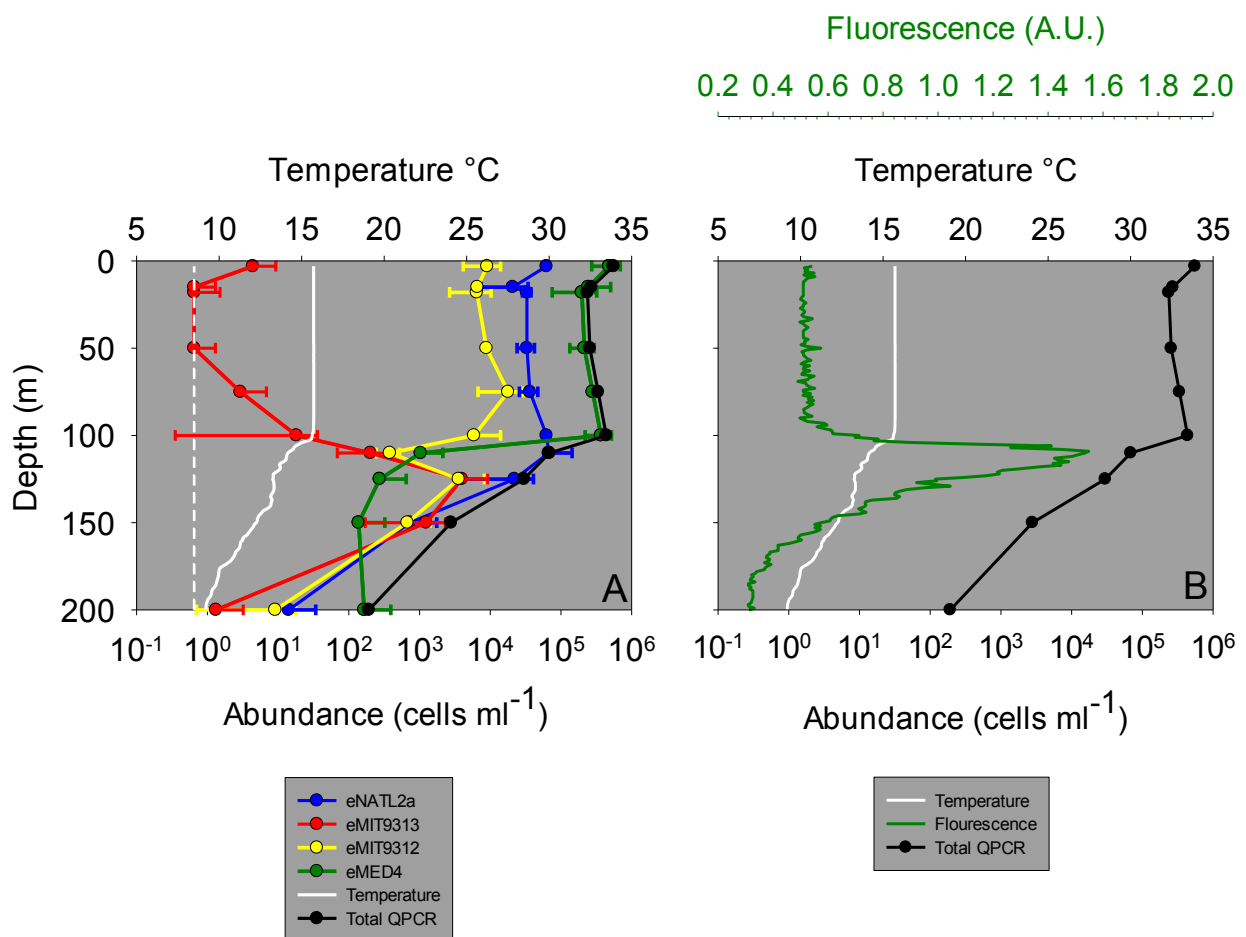 Fluorescence (A.U.)
0.2 0.4 0.6 0.8 1.0 1.2 1.4 1.6 1.8 2.0
Temperature °C
5 10 15 20 25 30 35
Temperature °C
5 10 15 20 25 30 35
Depth (m)
0
50
100
150
200
A
B
10-1 100 101 102 103 104 105 106
Abundance (cells ml-1)
10-1 100 101 102 103 104 105 106
Abundance (cells ml-1)
eNATL2a
eMIT9313
eMIT9312
eMED4
Temperature
Total QPCR
Temperature
Flourescence
Total QPCR